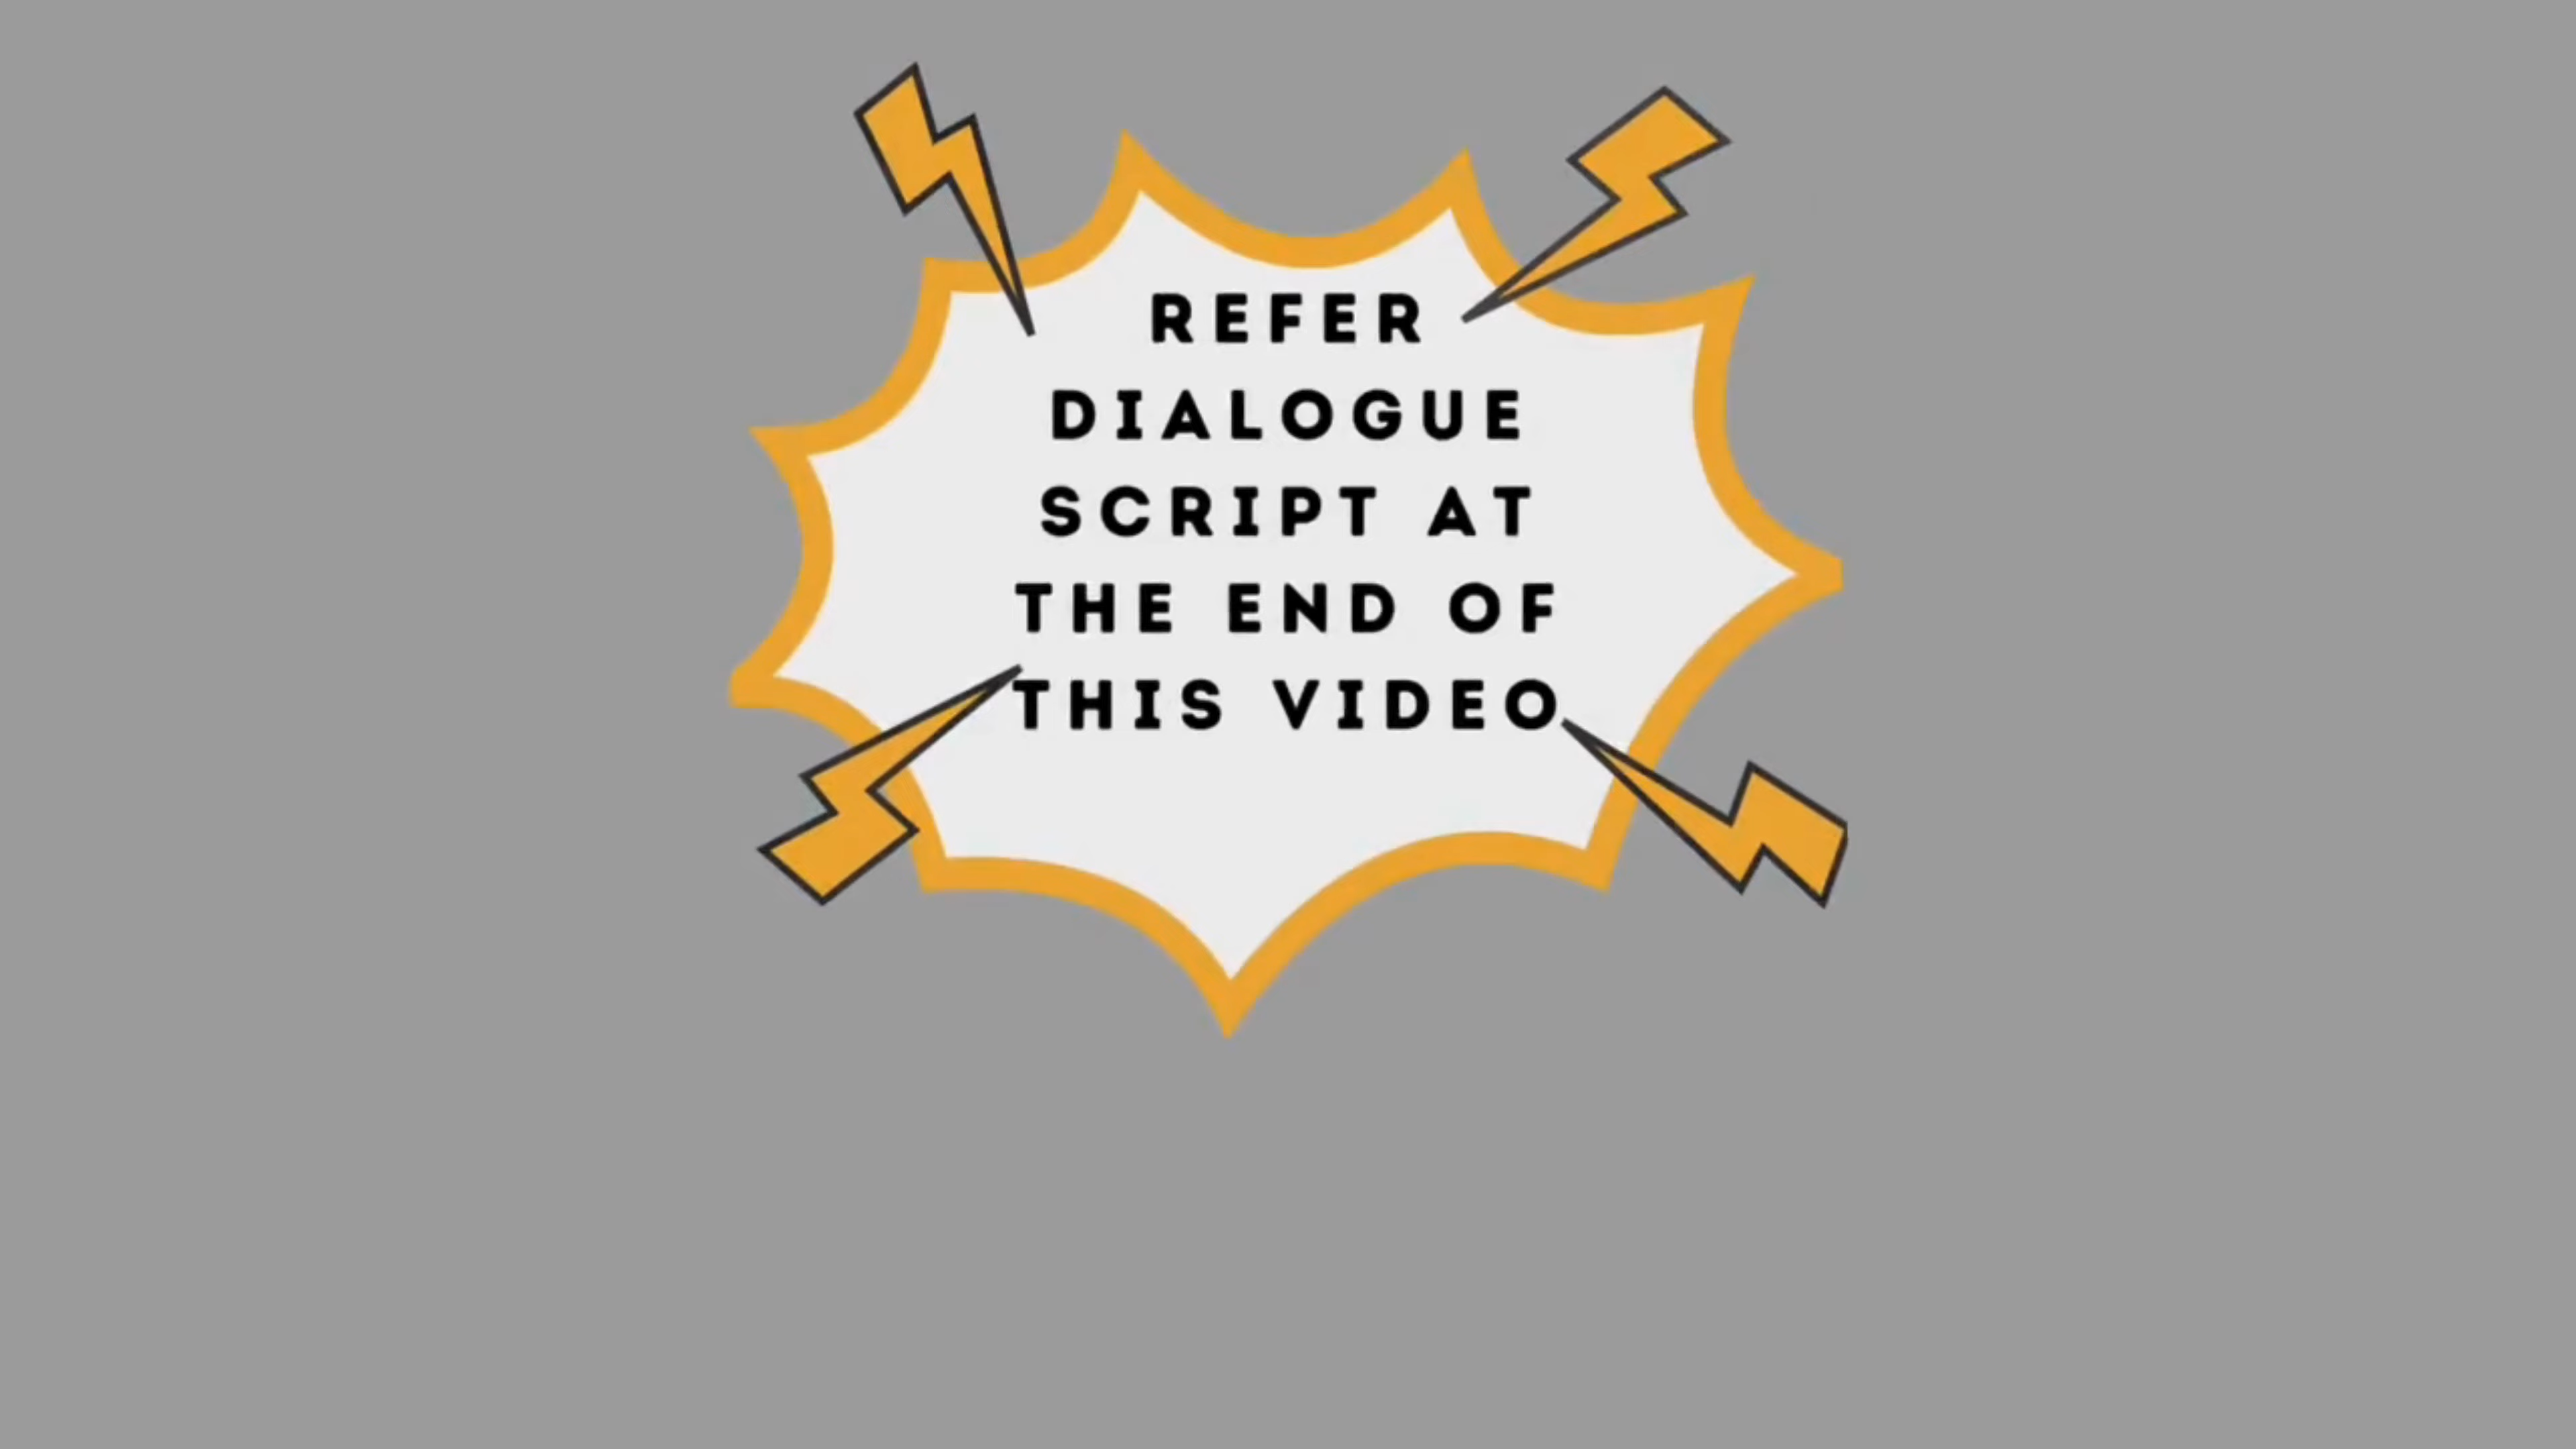 REFER
DIALOGUE
SCRIPT AT
THE END OF
THIS VIDEO